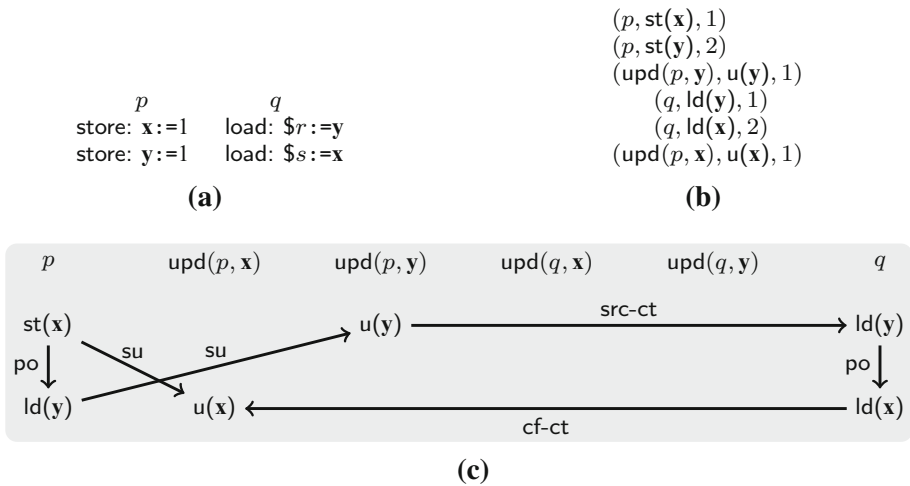 p q
store: x:=1 load: $r:=y
store: y:=1 load: $s:=x
(a)
(p, st(x), 1)
(p, st(y), 2)
(upd(p, y), u(y), 1)
(q, ld(y), 1)
(q, ld(x), 2)
(upd(p, x), u(x), 1)
(b)
p upd(p, x) upd(p, y) upd(q, x) upd(q, y) q
st(x) u(y) src-ct ld(y)
po su su po
ld(y) u(x) cf-ct ld(x)
(c)